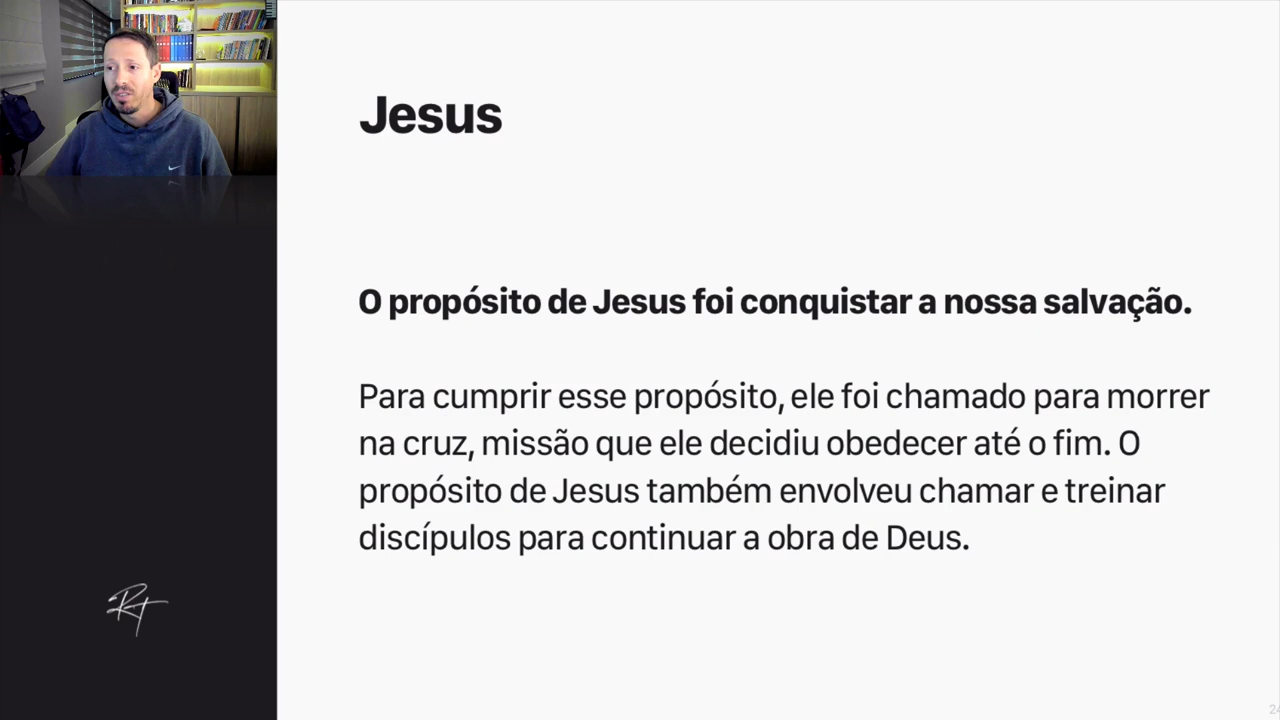 Jesus
O propósito de Jesus foi conquistar a nossa salvação.
Para cumprir esse propósito, ele foi chamado para morrer
na cruz, missão que ele decidiu obedecer até o fim. O
propósito de Jesus também envolveu chamar e treinar
discípulos para continuar a obra de Deus.
RT
24